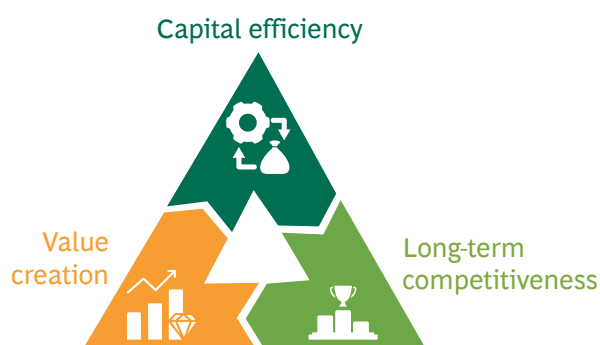 Capital efficiency
Value
creation
Long-term
competitiveness